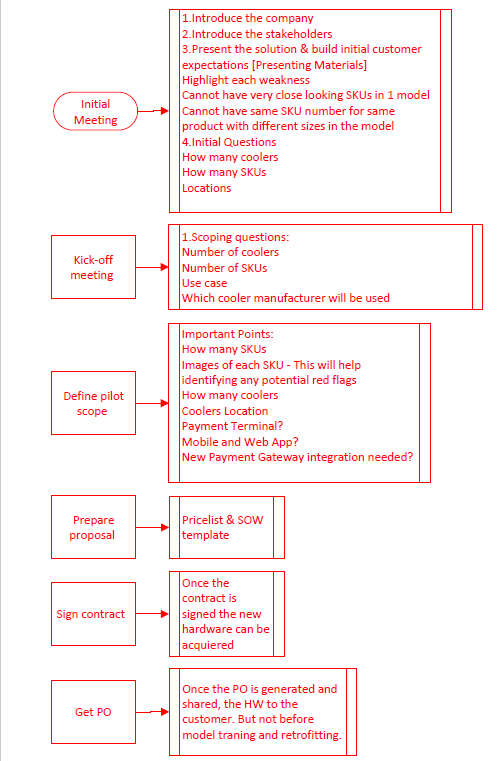 Initial
Meeting
1.Introduce the company
2.Introduce the stakeholders
3.Present the solution & build initial customer
expectations [Presenting Materials]
Highlight each weakness
Cannot have very close looking SKUs in 1 model
Cannot have same SKU number for same
product with different sizes in the model
4.Initial Questions
How many coolers
How many SKUs
Locations
Kick-off
meeting
1.Scoping questions:
Number of coolers
Number of SKUs
Use case
Which cooler manufacturer will be used
Define pilot
scope
Important Points:
How many SKUs
Images of each SKU - This will help
identifying any potential red flags
How many coolers
Coolers Location
Payment Terminal?
Mobile and Web App?
New Payment Gateway integration needed?
Prepare
proposal
Pricelist & SOW
template
Sign contract
Once the
contract is
signed the new
hardware can be
acquiered
Get PO
Once the PO is generated and
shared, the HW to the
customer. But not before
model traning and retrofitting.